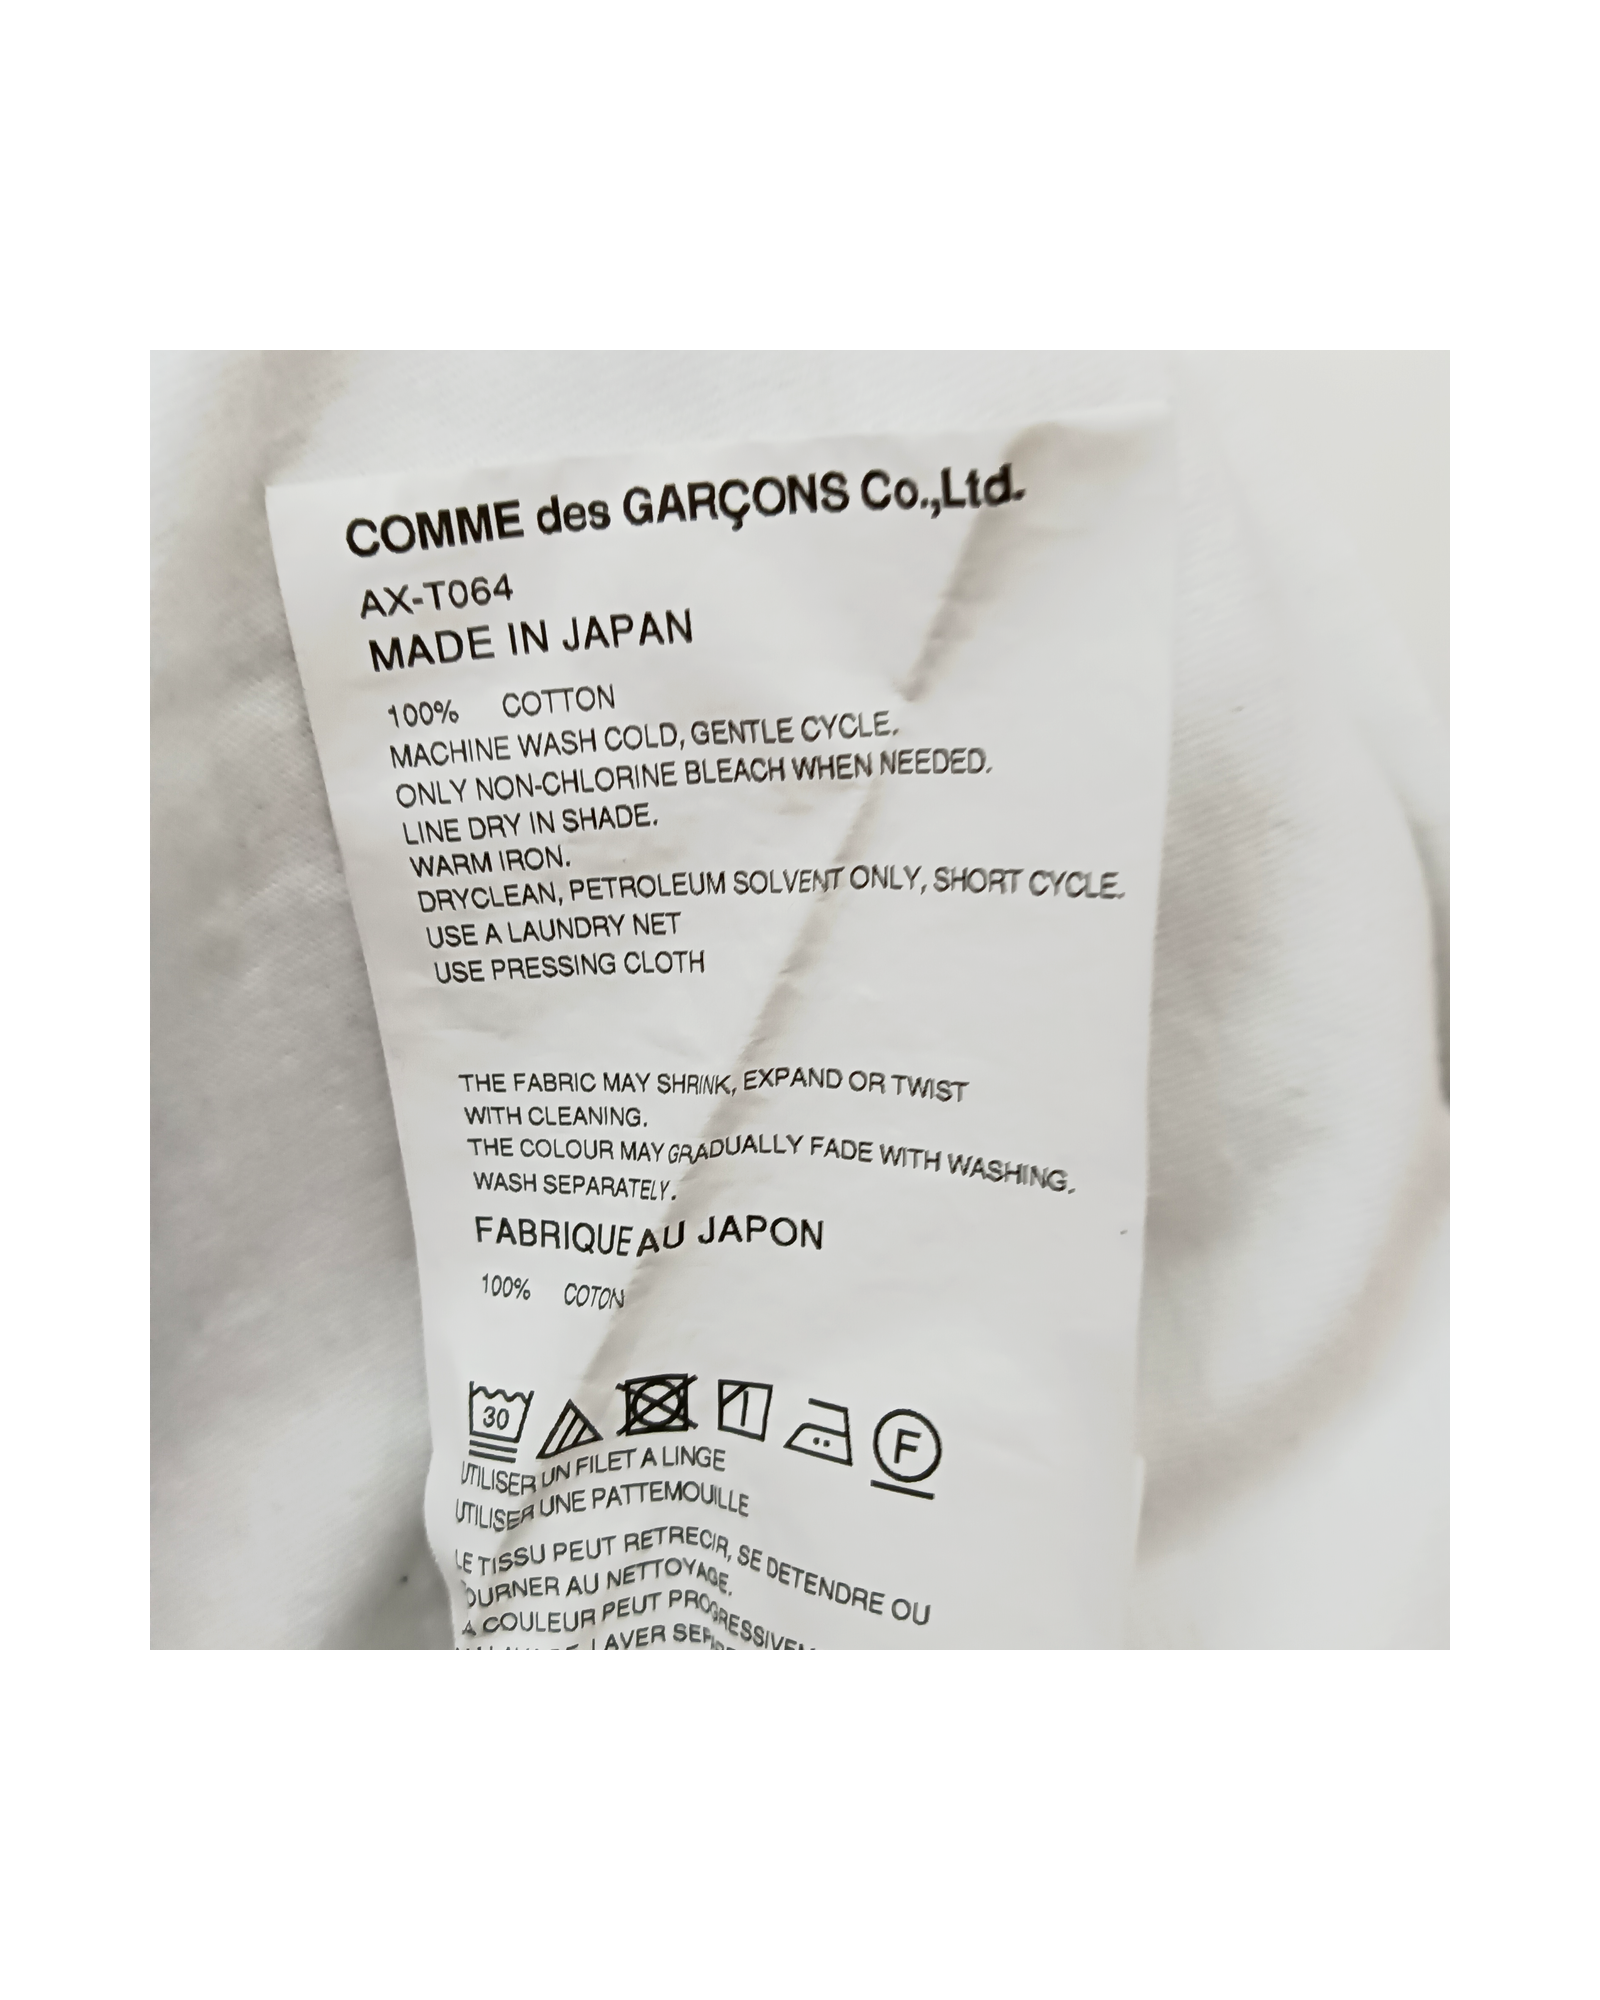 COMME des GARÇONS Co.,Ltd.
AX-T064
MADE IN JAPAN
100% COTTON
MACHINE WASH COLD, GENTLE CYCLE.
ONLY NON-CHLORINE BLEACH WHEN NEEDED.
LINE DRY IN SHADE.
WARM IRON.
DRYCLEAN, PETROLEUM SOLVENT ONLY, SHORT CYCLE.
USE A LAUNDRY NET
USE PRESSING CLOTH
THE FABRIC MAY SHRINK, EXPAND OR TWIST
WITH CLEANING.
THE COLOUR MAY GRADUALLY FADE WITH WASHING.
WASH SEPARATELY.
FABRIQUE AU JAPON
100% COTON
30 F
UTILISER UN FILET A LINGE
UTILISER UNE PATTEMOUILLE
LE TISSU PEUT RETRECIR, SE DETENDRE OU
OURNER AU NETTOYAGE.
A COULEUR PEUT PROGRESSIVEM
LAVER